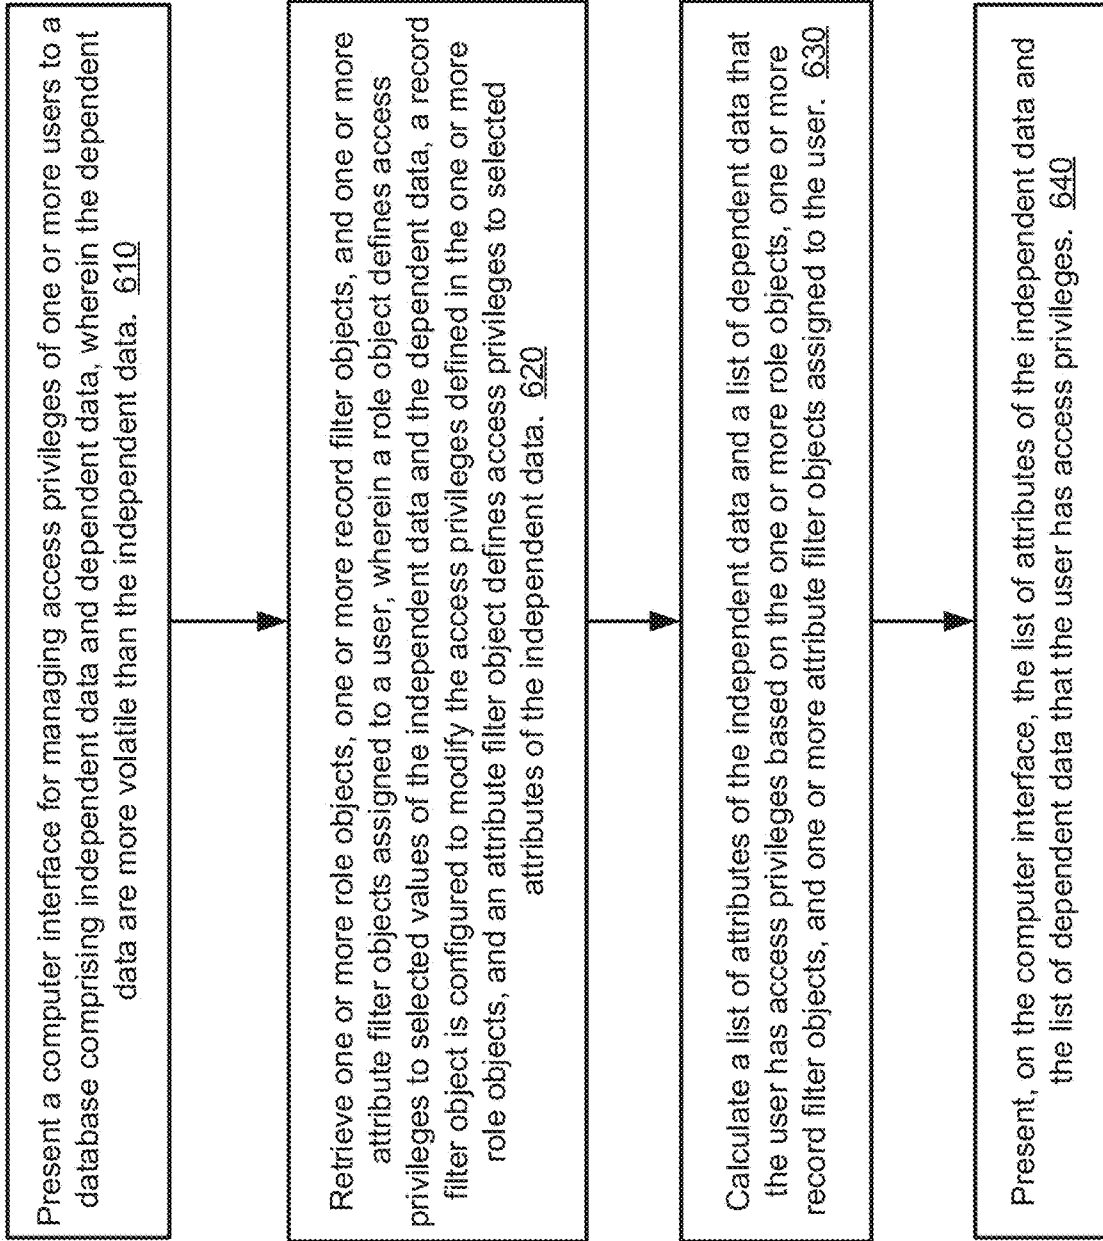 Present a computer interface for managing access privileges of one or more users to a
database comprising independent data and dependent data, wherein the dependent
data are more volatile than the independent data. 610
Retrieve one or more role objects, one or more record filter objects, and one or more
attribute filter objects assigned to a user, wherein a role object defines access
privileges to selected values of the independent data and the dependent data, a record
filter object is configured to modify the access privileges defined in the one or more
role objects, and an attribute filter object defines access privileges to selected
attributes of the independent data. 620
Calculate a list of attributes of the independent data and a list of dependent data that
the user has access privileges based on the one or more role objects, one or more
record filter objects, and one or more attribute filter objects assigned to the user. 630
Present, on the computer interface, the list of attributes of the independent data and
the list of dependent data that the user has access privileges. 640